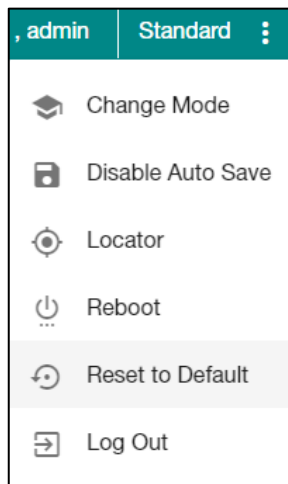 , admin Standard
Change Mode
Disable Auto Save
Locator
Reboot
Reset to Default
Log Out